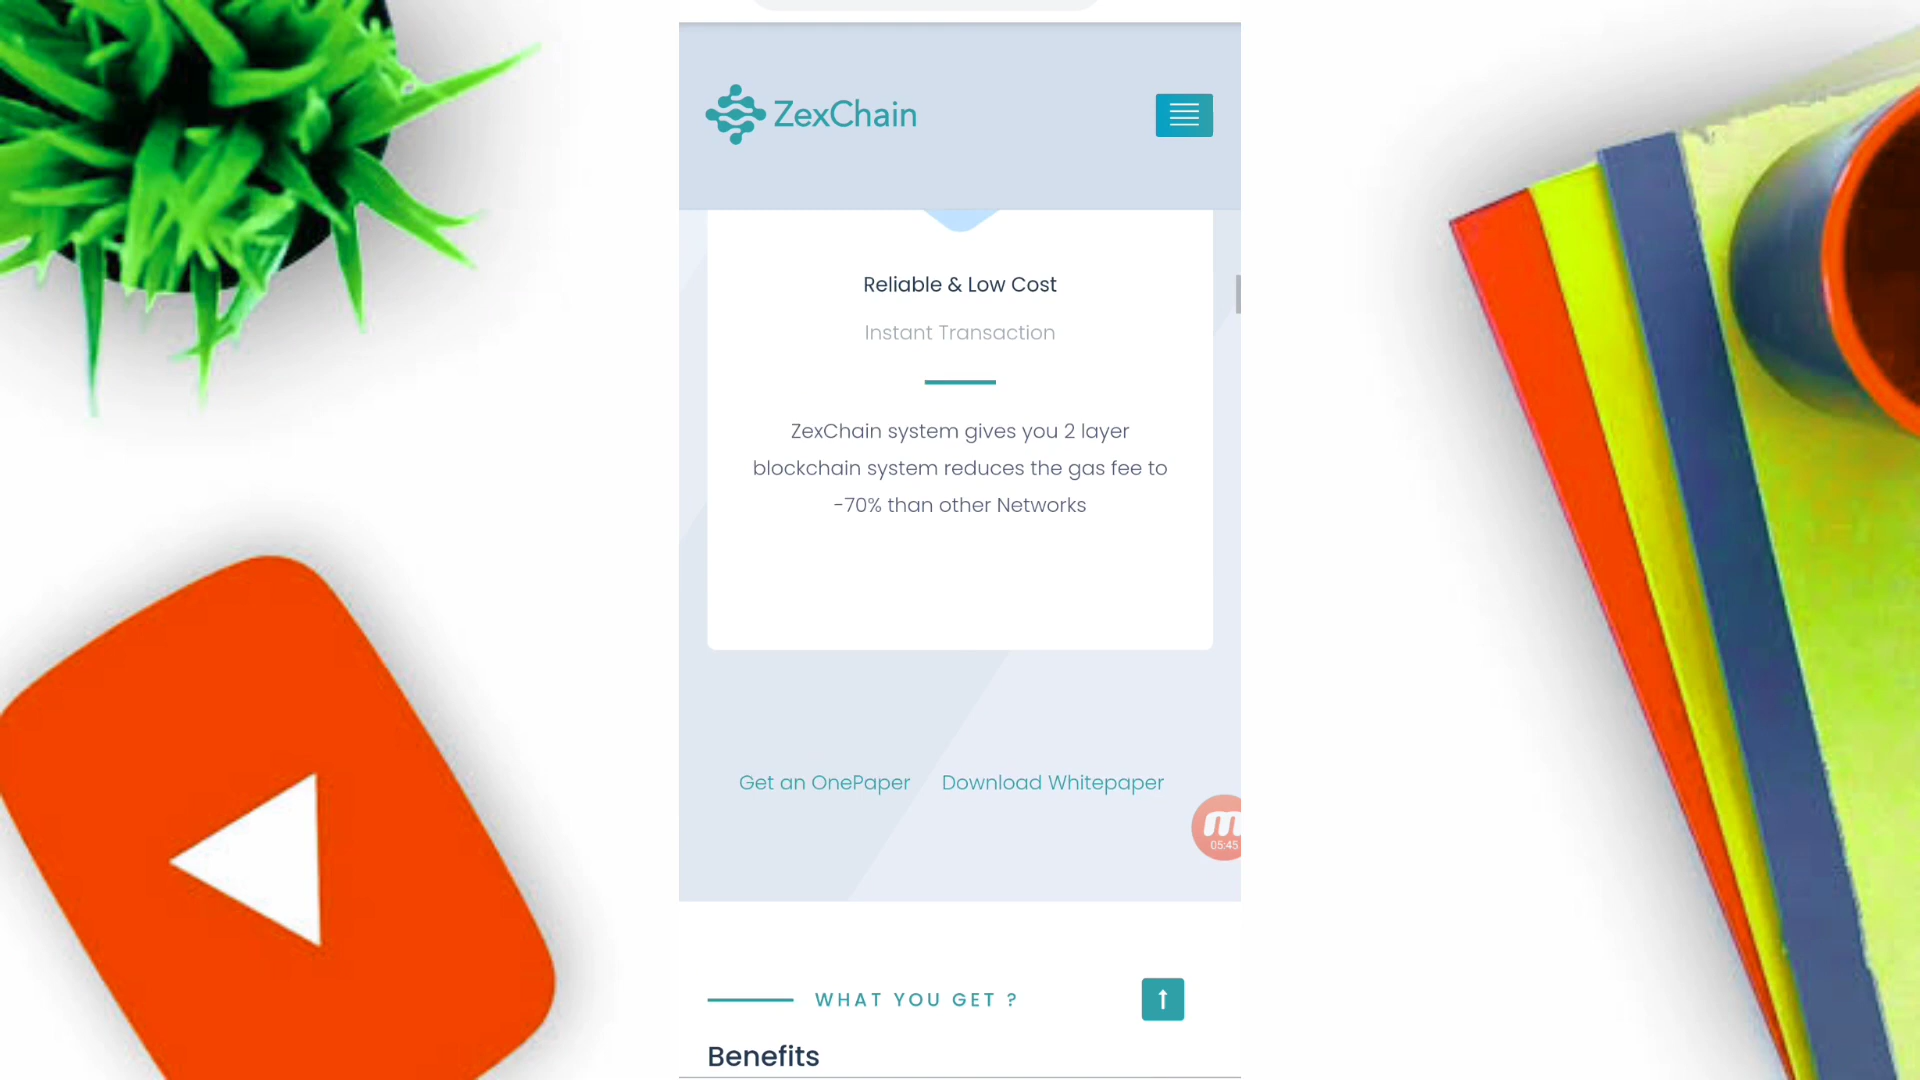 ZexChain
Reliable & Low Cost
Instant Transaction
ZexChain system gives you 2 layer
blockchain system reduces the gas fee to
-70% than other Networks
Get an OnePaper
Download Whitepaper
m
05:45
WHAT YOU GET ?
Benefits